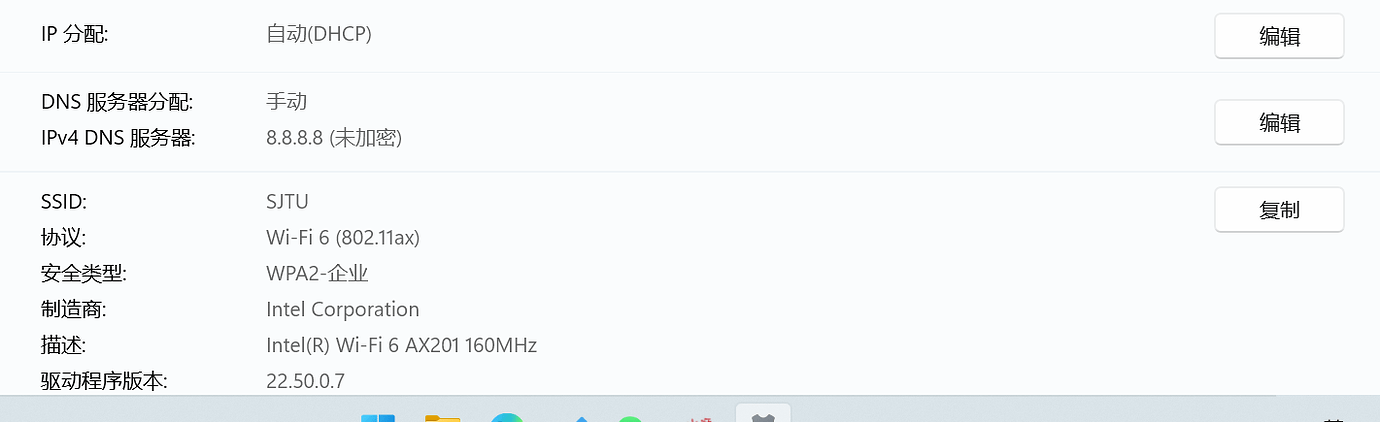 IP 分配: 自动(DHCP) 编辑
DNS 服务器分配: 手动 编辑
IPv4 DNS 服务器: 8.8.8.8 (未加密)
SSID: SJTU 复制
协议: Wi-Fi 6 (802.11ax)
安全类型: WPA2-企业
制造商: Intel Corporation
描述: Intel(R) Wi-Fi 6 AX201 160MHz
驱动程序版本: 22.50.0.7